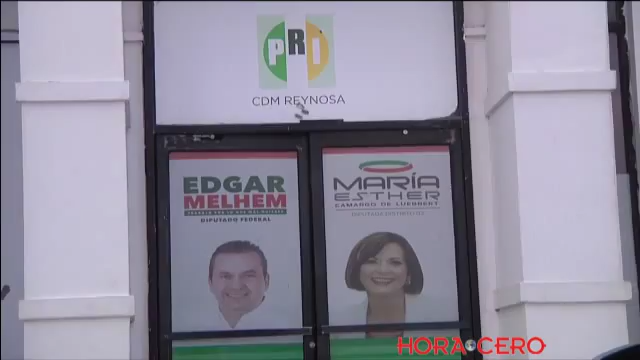 PRI
CDM REYNOSA
EDGAR
MELHEM
DIPUTADO FEDERAL
MARÍA
ESTHER
CAMARGO DE LUEBBERT
HORA CERO